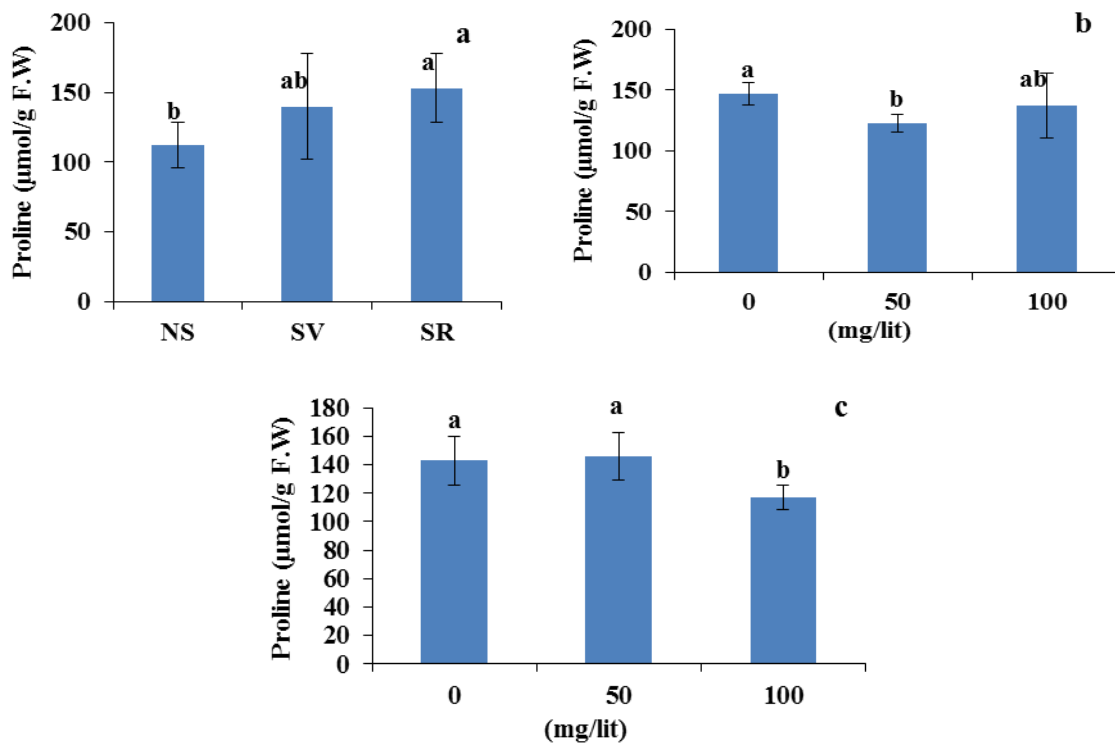 a
Proline (µmol/g F.W)
200
150
100
50
0
b
ab
a
NS SV SR
b
Proline (µmol/g F.W)
200
150
100
50
0
a
b
ab
0 50 100
(mg/lit)
c
Proline (µmol/g F.W)
180
160
140
120
100
80
60
40
20
0
a
a
b
0 50 100
(mg/lit)